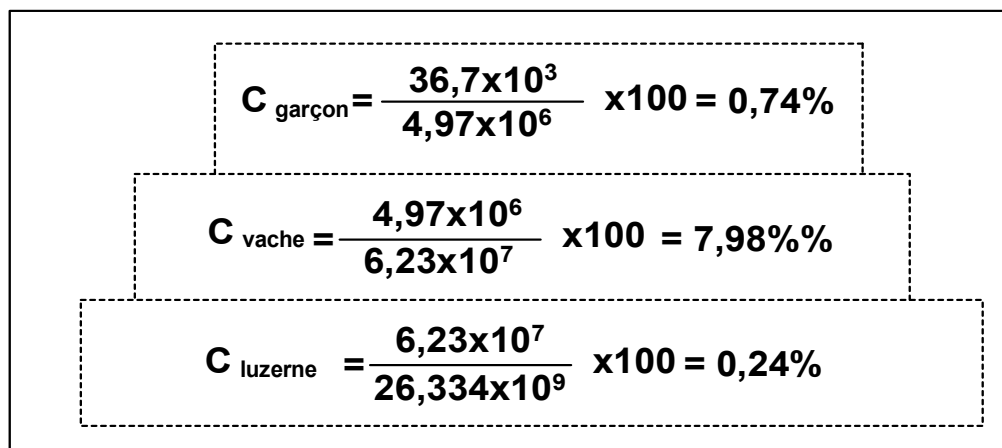 C garçon = 36,7x10³ / 4,97x10⁶ x100 = 0,74%
C vache = 4,97x10⁶ / 6,23x10⁷ x100 = 7,98%%
C luzerne = 6,23x10⁷ / 26,334x10⁹ x100 = 0,24%